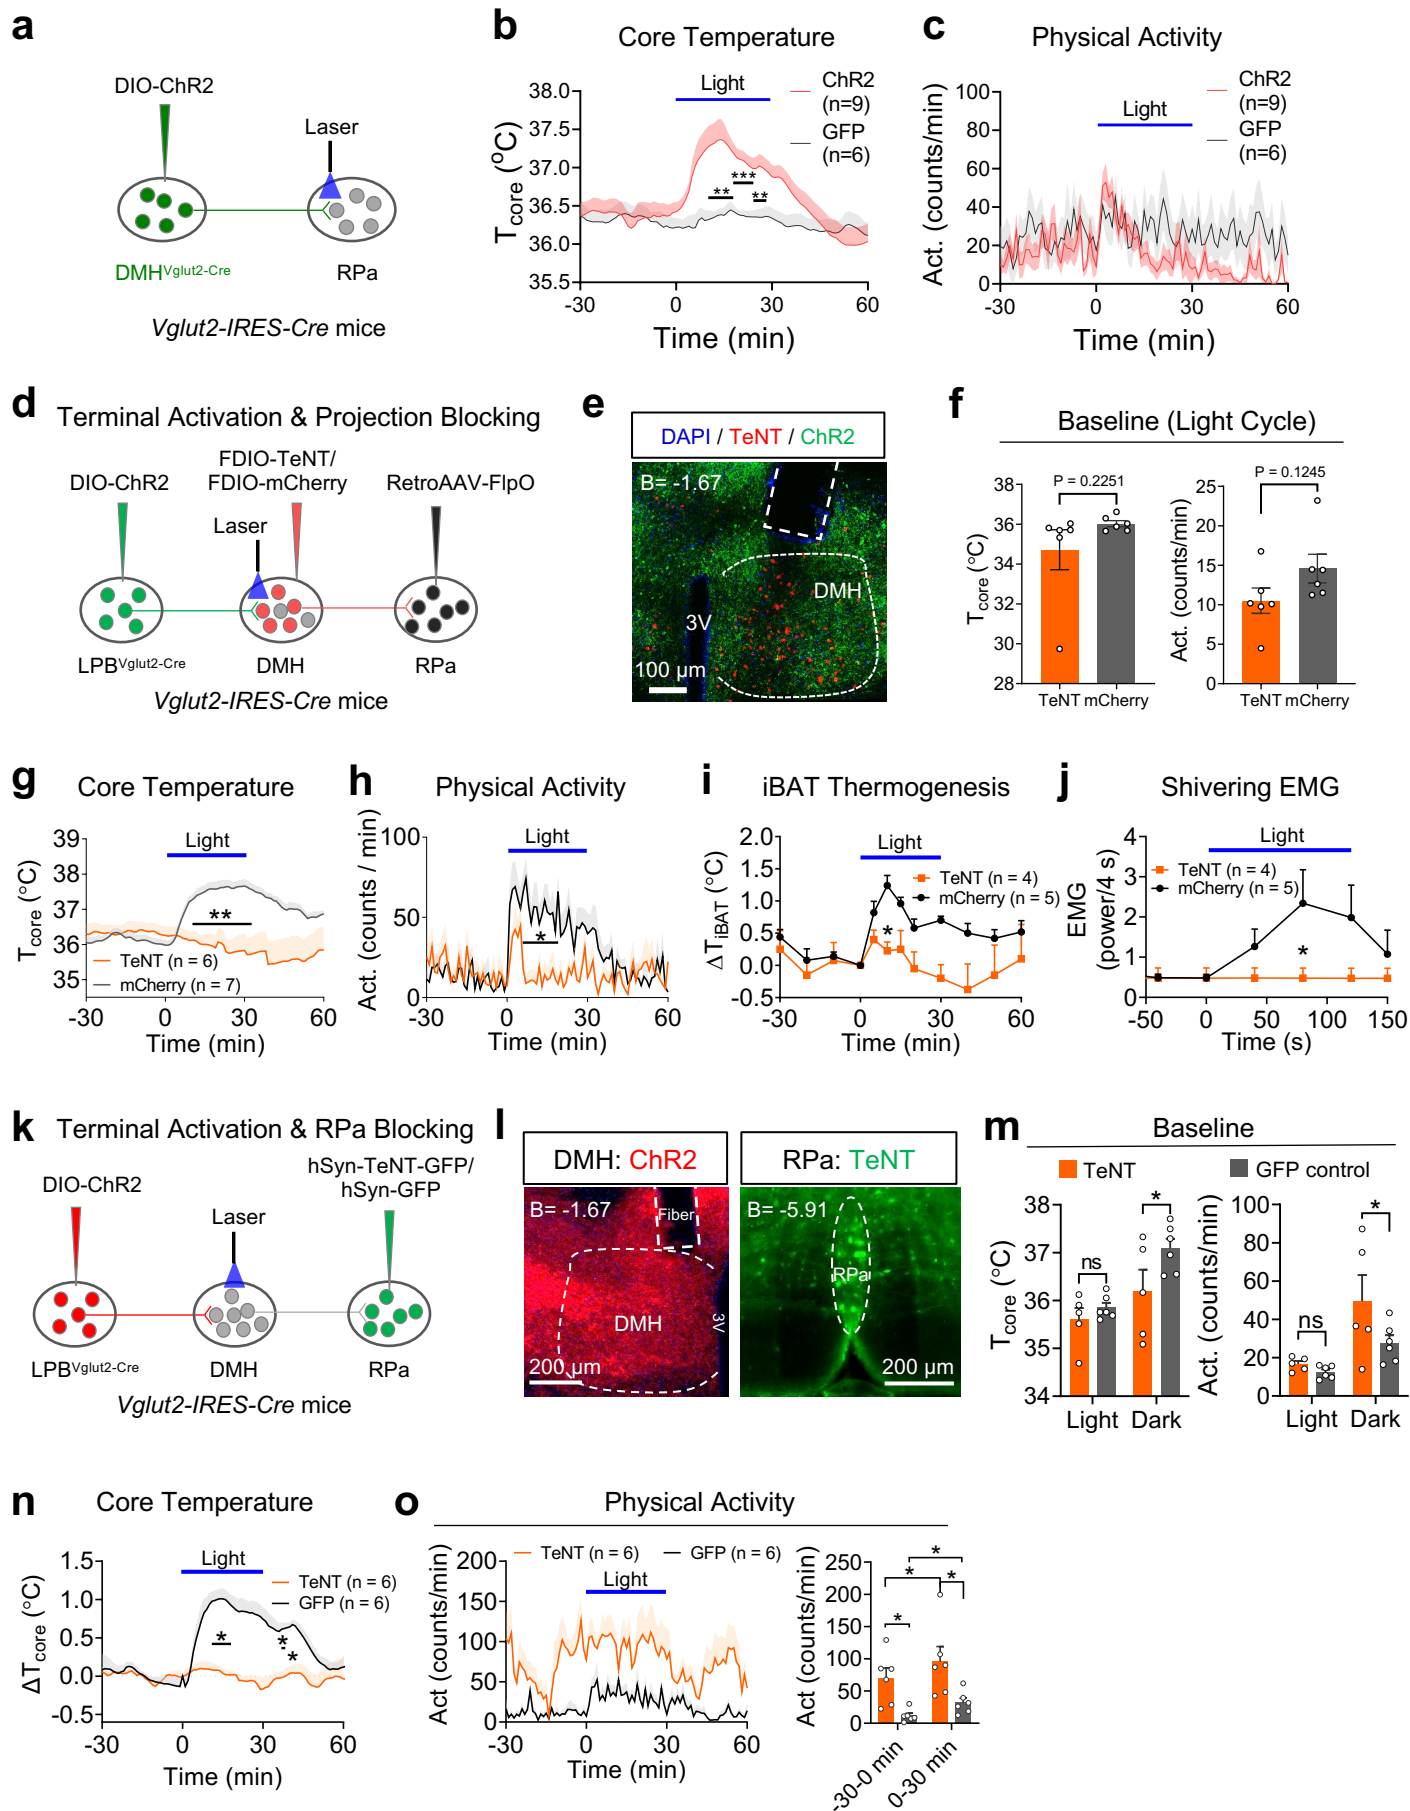 a
DIO-ChR2
Laser
DMHVglut2-Cre
RPa
Vglut2-IRES-Cre mice
b
Core Temperature
Light
ChR2
(n=9)
GFP
(n=6)
Tcore (oC)
38.0
37.5
37.0
36.5
36.0
35.5
**
***
**
-30
0
30
60
Time (min)
c
Physical Activity
ChR2
(n=9)
GFP
(n=6)
Light
Act. (counts/min)
100
80
60
40
20
0
-30
0
30
60
Time (min)
d
Terminal Activation & Projection Blocking
FDIO-TeNT/
DIO-ChR2
FDIO-mCherry
RetroAAV-FlpO
Laser
LPBVglut2-Cre
DMH
RPa
Vglut2-IRES-Cre mice
e
DAPI / TeNT / ChR2
B= -1.67
DMH
3V
100 µm
f
Baseline (Light Cycle)
P = 0.2251
Tcore (°C)
38
36
34
32
30
28
TeNT mCherry
P = 0.1245
Act. (counts/min)
25
20
15
10
5
0
TeNT mCherry
g
Core Temperature
Light
Tcore (°C)
39
38
37
36
35
**
TeNT (n = 6)
mCherry (n = 7)
-30
0
30
60
Time (min)
h
Physical Activity
Light
Act. (counts / min)
100
50
0
*
-30
0
30
60
Time (min)
i
iBAT Thermogenesis
Light
TeNT (n = 4)
mCherry (n = 5)
ΔTiBAT (°C)
2.0
1.5
1.0
0.5
0.0
-0.5
*
-30
0
30
60
Time (min)
j
Shivering EMG
Light
TeNT (n = 4)
mCherry (n = 5)
EMG
(power/4 s)
4
3
2
1
0
*
-50
0
50
100
150
Time (s)
k
Terminal Activation & RPa Blocking
hSyn-TeNT-GFP/
DIO-ChR2
hSyn-GFP
Laser
LPBVglut2-Cre
DMH
RPa
Vglut2-IRES-Cre mice
l
DMH: ChR2
B= -1.67
Fiber
DMH
3V
200 µm
RPa: TeNT
B= -5.91
RPa
200 µm
m
Baseline
TeNT
GFP control
Tcore (°C)
38
37
36
35
34
ns
*
Light
Dark
Act. (counts/min)
100
80
60
40
20
0
ns
*
Light
Dark
n
Core Temperature
Light
TeNT (n = 6)
GFP (n = 6)
ΔTcore (°C)
1.5
1.0
0.5
0.0
-0.5
*
*
*
-30
0
30
60
Time (min)
o
Physical Activity
TeNT (n = 6)
GFP (n = 6)
Light
Act (counts/min)
200
150
100
50
0
-30
0
30
60
Time (min)
Act (counts/min)
250
200
150
100
50
0
*
*
*
*
-30-0 min
0-30 min